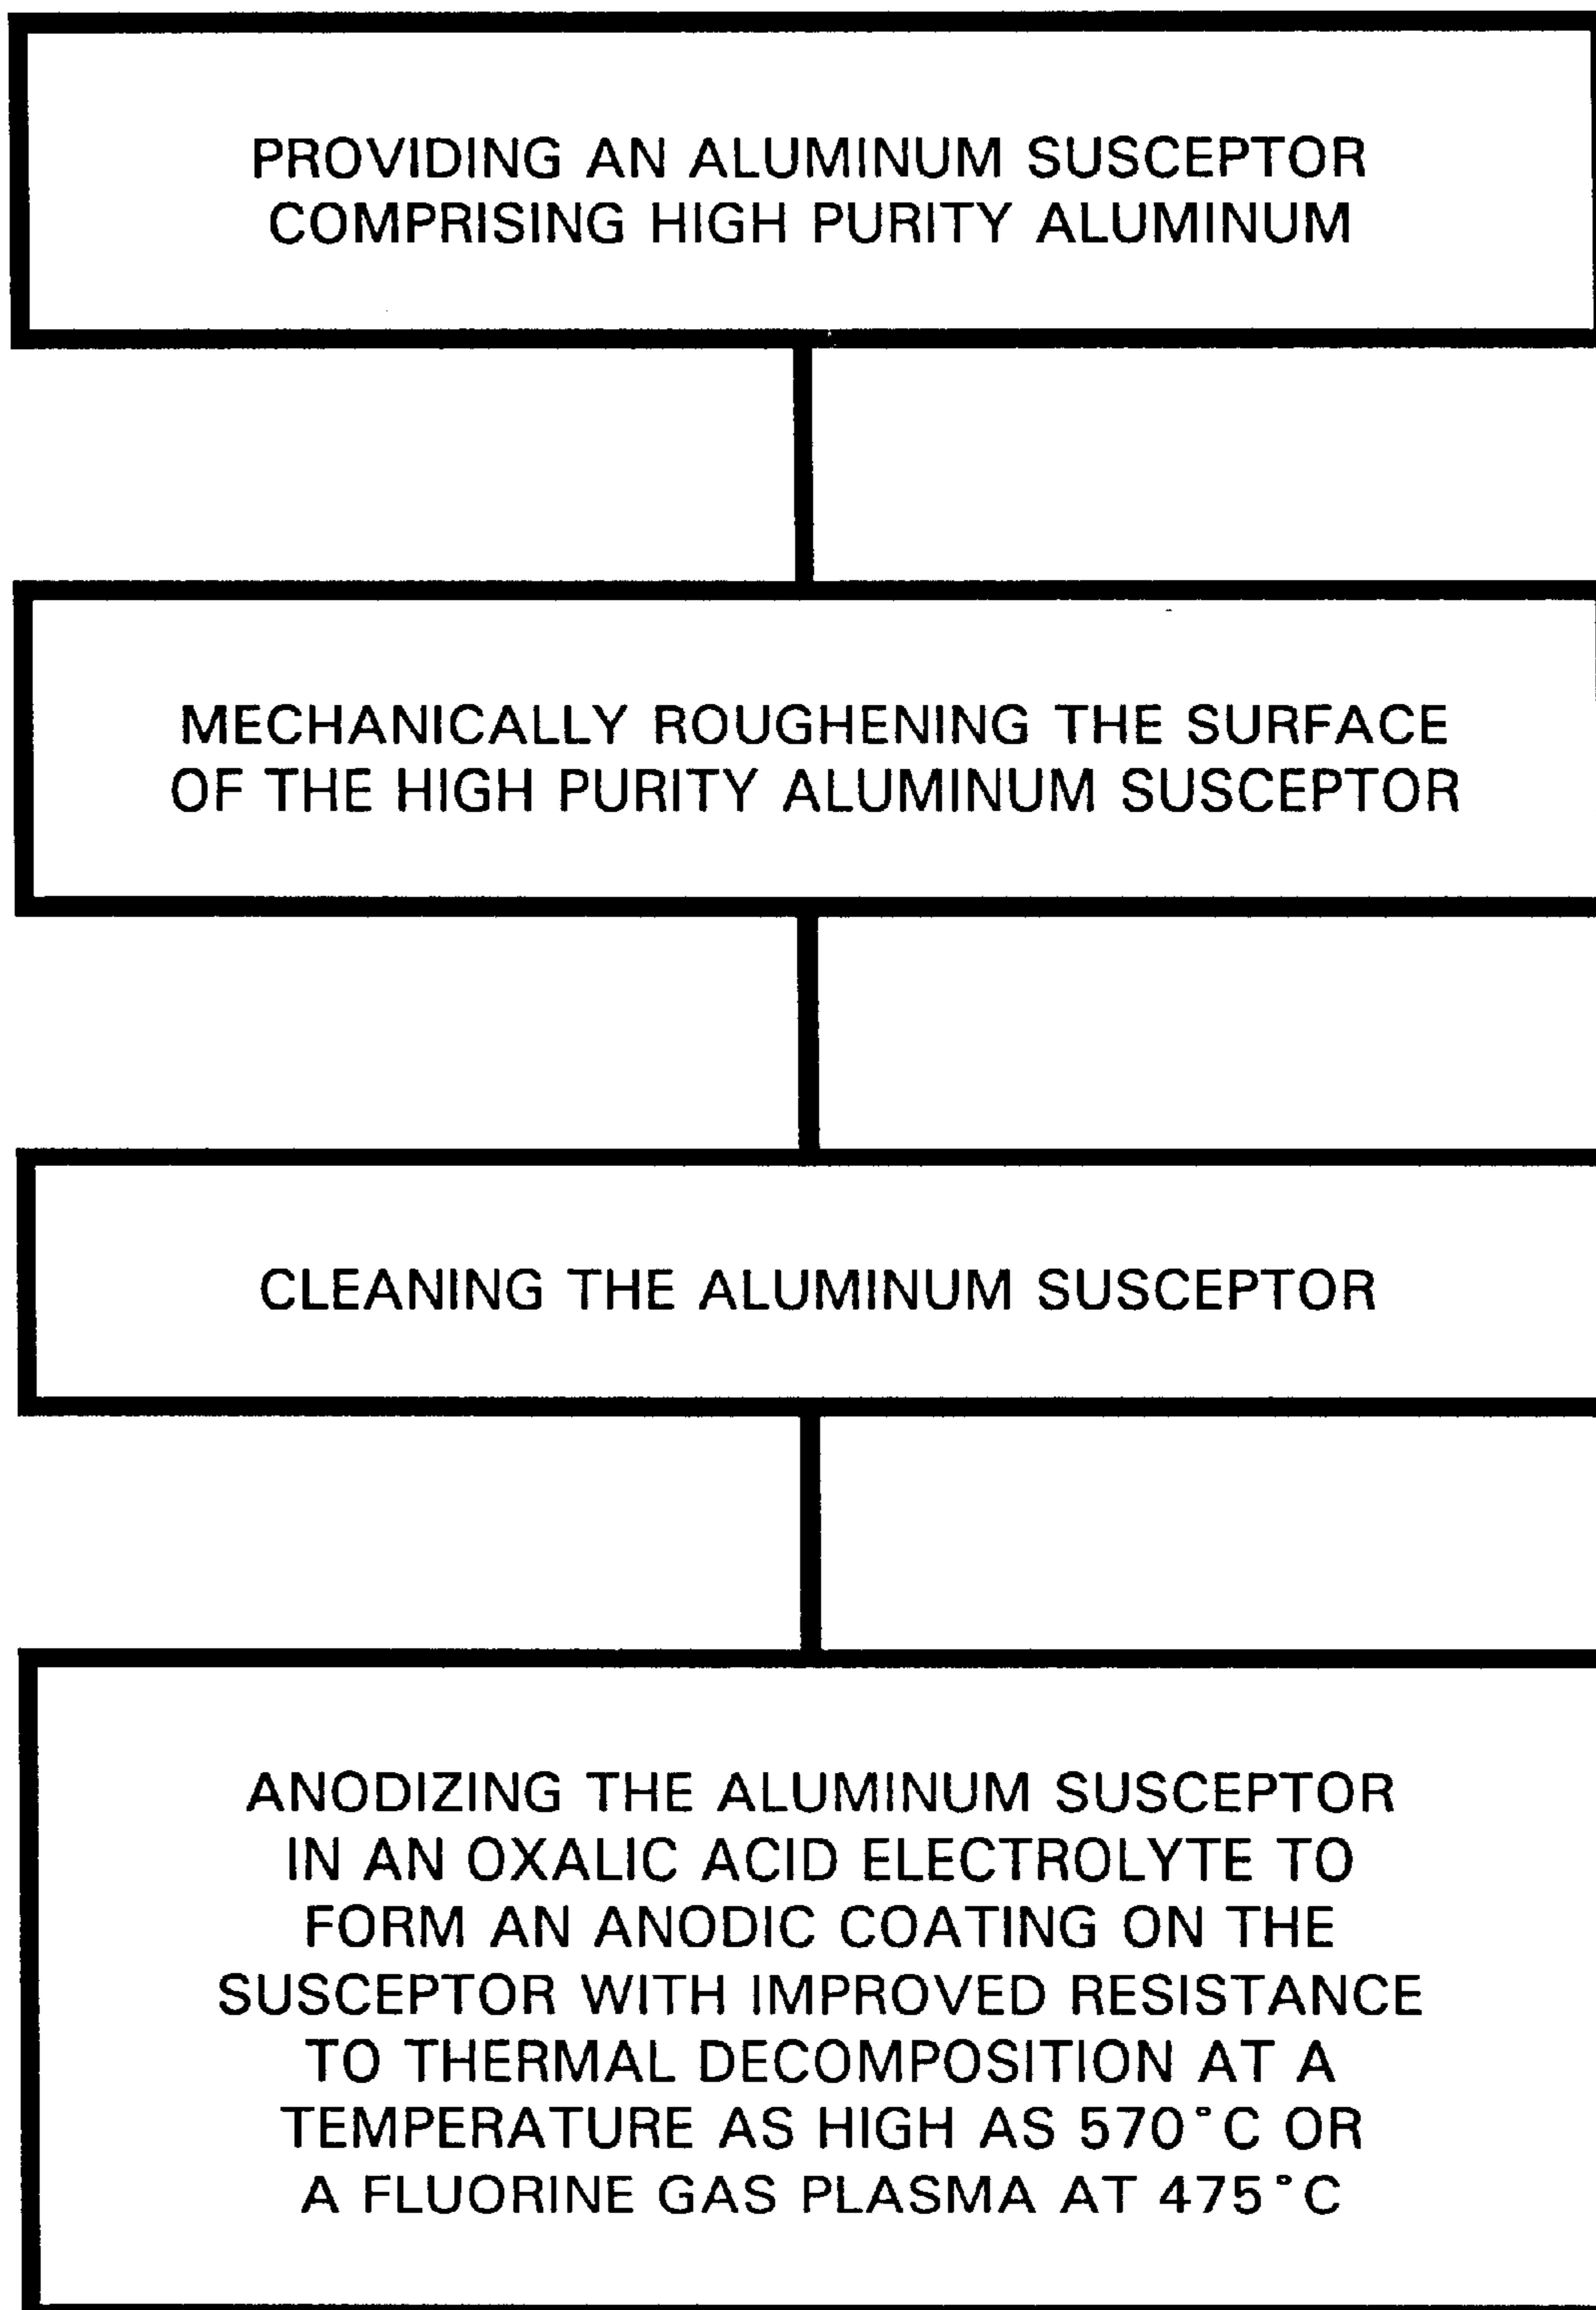 PROVIDING AN ALUMINUM SUSCEPTOR
COMPRISING HIGH PURITY ALUMINUM
MECHANICALLY ROUGHENING THE SURFACE
OF THE HIGH PURITY ALUMINUM SUSCEPTOR
CLEANING THE ALUMINUM SUSCEPTOR
ANODIZING THE ALUMINUM SUSCEPTOR
IN AN OXALIC ACID ELECTROLYTE TO
FORM AN ANODIC COATING ON THE
SUSCEPTOR WITH IMPROVED RESISTANCE
TO THERMAL DECOMPOSITION AT A
TEMPERATURE AS HIGH AS 570°C OR
A FLUORINE GAS PLASMA AT 475°C